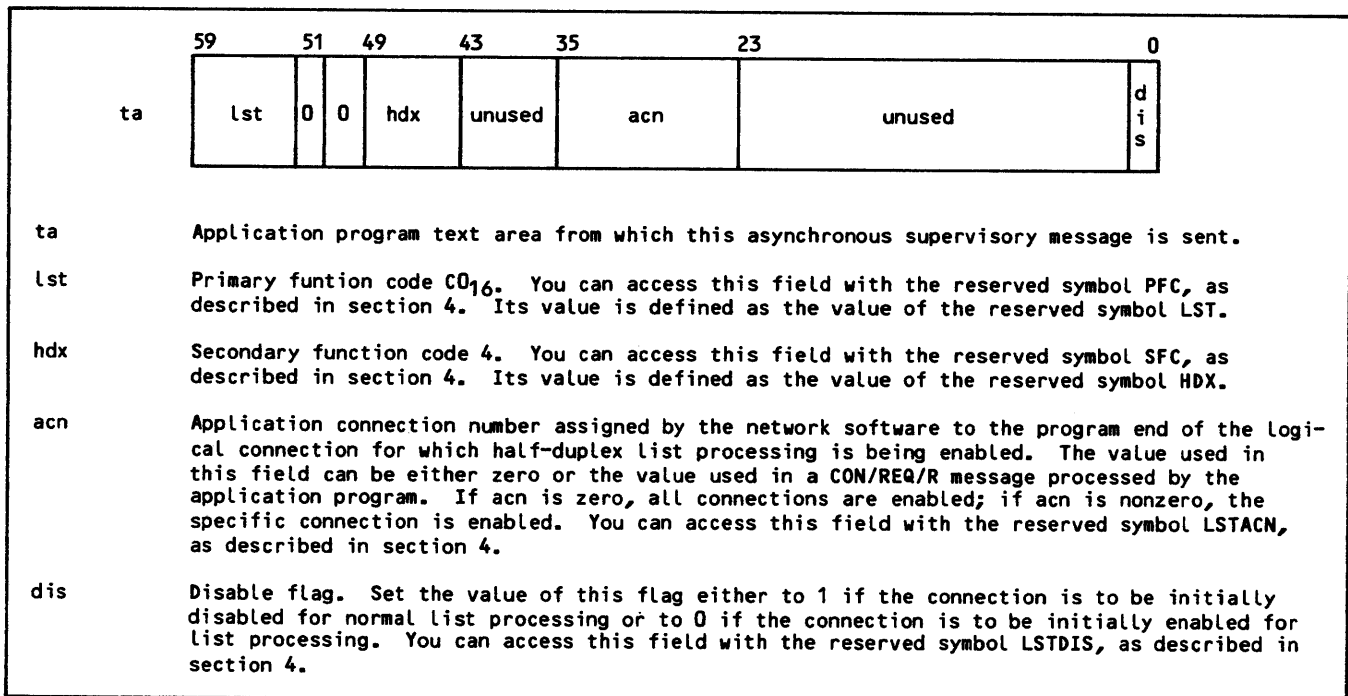 59 51 49 43 35 23 0
ta lst 0 0 hdx unused acn unused dis
ta Application program text area from which this asynchronous supervisory message is sent.
lst Primary funtion code C0₁₆. You can access this field with the reserved symbol PFC, as
described in section 4. Its value is defined as the value of the reserved symbol LST.
hdx Secondary function code 4. You can access this field with the reserved symbol SFC, as
described in section 4. Its value is defined as the value of the reserved symbol HDX.
acn Application connection number assigned by the network software to the program end of the logi-
cal connection for which half-duplex list processing is being enabled. The value used in
this field can be either zero or the value used in a CON/REQ/R message processed by the
application program. If acn is zero, all connections are enabled; if acn is nonzero, the
specific connection is enabled. You can access this field with the reserved symbol LSTACN,
as described in section 4.
dis Disable flag. Set the value of this flag either to 1 if the connection is to be initially
disabled for normal list processing or to 0 if the connection is to be initially enabled for
list processing. You can access this field with the reserved symbol LSTDIS, as described in
section 4.